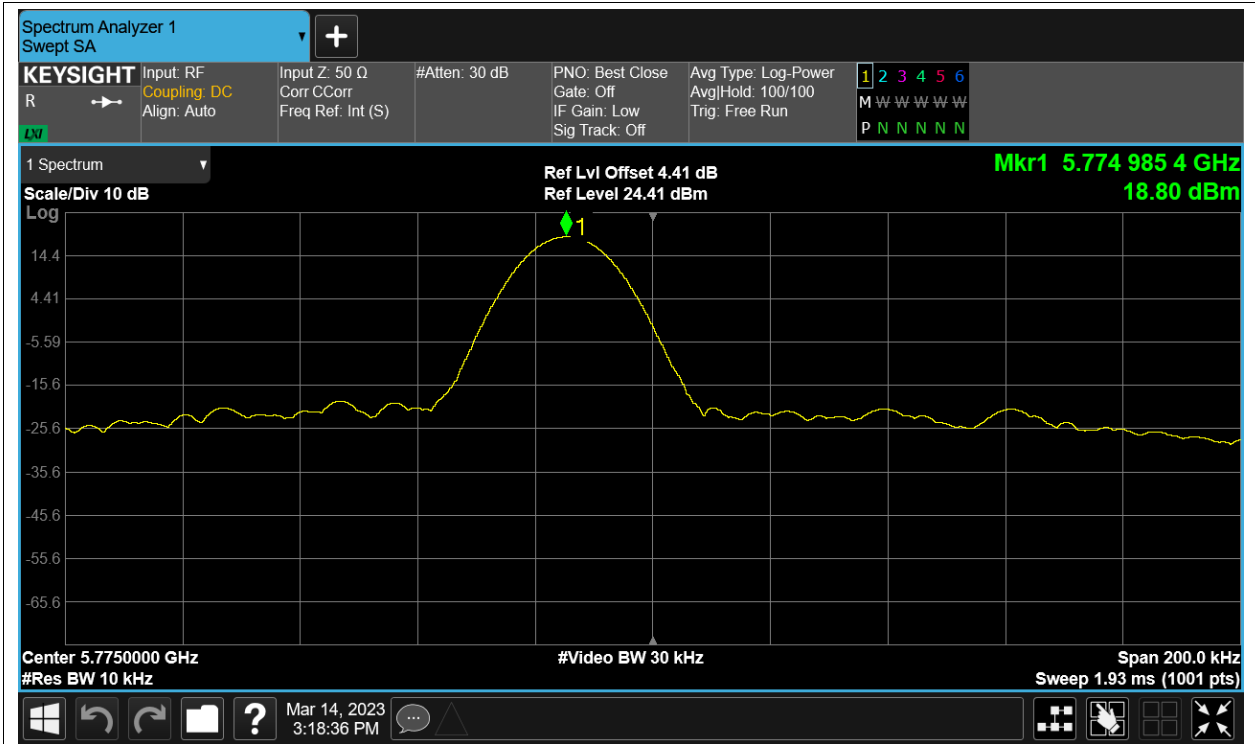 Spectrum Analyzer 1
Swept SA
KEYSIGHT
R
LXI
Input: RF
Coupling: DC
Align: Auto
Input Z: 50 Ω
Corr CCorr
Freq Ref: Int (S)
#Atten: 30 dB
PNO: Best Close
Gate: Off
IF Gain: Low
Sig Track: Off
Avg Type: Log-Power
Avg|Hold: 100/100
Trig: Free Run
1 2 3 4 5 6
M W W W W W
P N N N N N
1 Spectrum
Scale/Div 10 dB
Log
Ref Lvl Offset 4.41 dB
Ref Level 24.41 dBm
Mkr1 5.774 985 4 GHz
18.80 dBm
1
14.4
4.41
-5.59
-15.6
-25.6
-35.6
-45.6
-55.6
-65.6
Center 5.7750000 GHz
#Res BW 10 kHz
#Video BW 30 kHz
Span 200.0 kHz
Sweep 1.93 ms (1001 pts)
?
Mar 14, 2023
3:18:36 PM